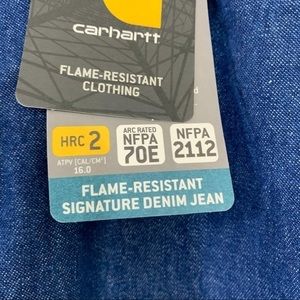 carhartt
FLAME-RESISTANT
CLOTHING
HRC 2
ATPV [CAL/CM²]
16.0
ARC RATED
NFPA
70E
NFPA
2112
FLAME-RESISTANT
SIGNATURE DENIM JEAN